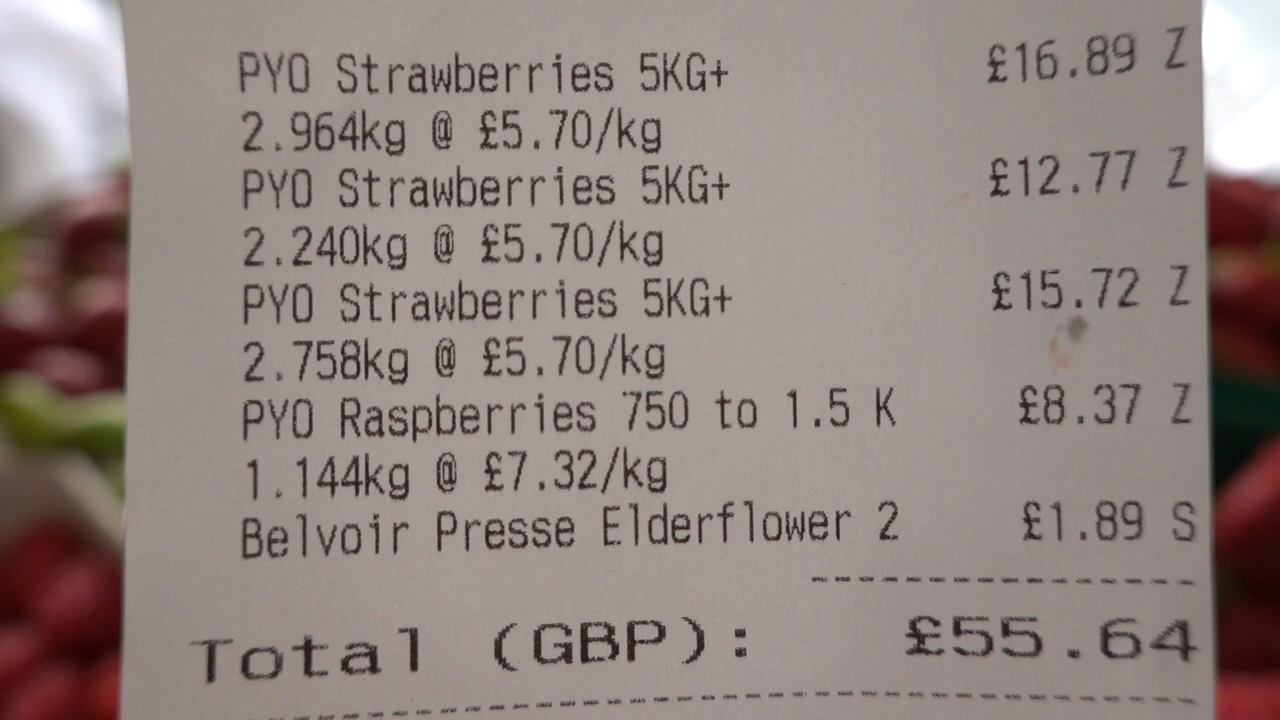 PYO Strawberries 5KG+ £16.89 Z
2.964kg @ £5.70/kg
PYO Strawberries 5KG+ £12.77 Z
2.240kg @ £5.70/kg
PYO Strawberries 5KG+ £15.72 Z
2.758kg @ £5.70/kg
PYO Raspberries 750 to 1.5 K £8.37 Z
1.144kg @ £7.32/kg
Belvoir Presse Elderflower 2 £1.89 S
Total (GBP): £55.64